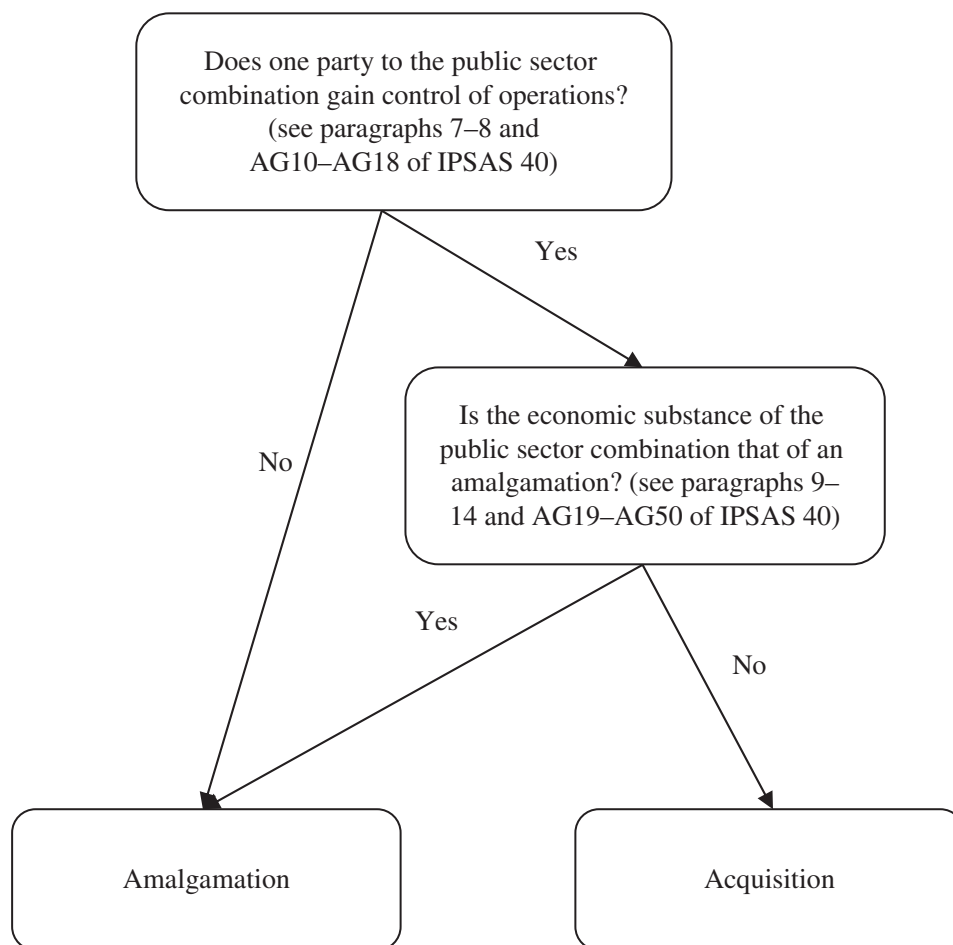 Does one party to the public sector
combination gain control of operations?
(see paragraphs 7–8 and
AG10–AG18 of IPSAS 40)
Yes
Is the economic substance of the
public sector combination that of an
amalgamation? (see paragraphs 9–
14 and AG19–AG50 of IPSAS 40)
No
Yes
No
Amalgamation
Acquisition